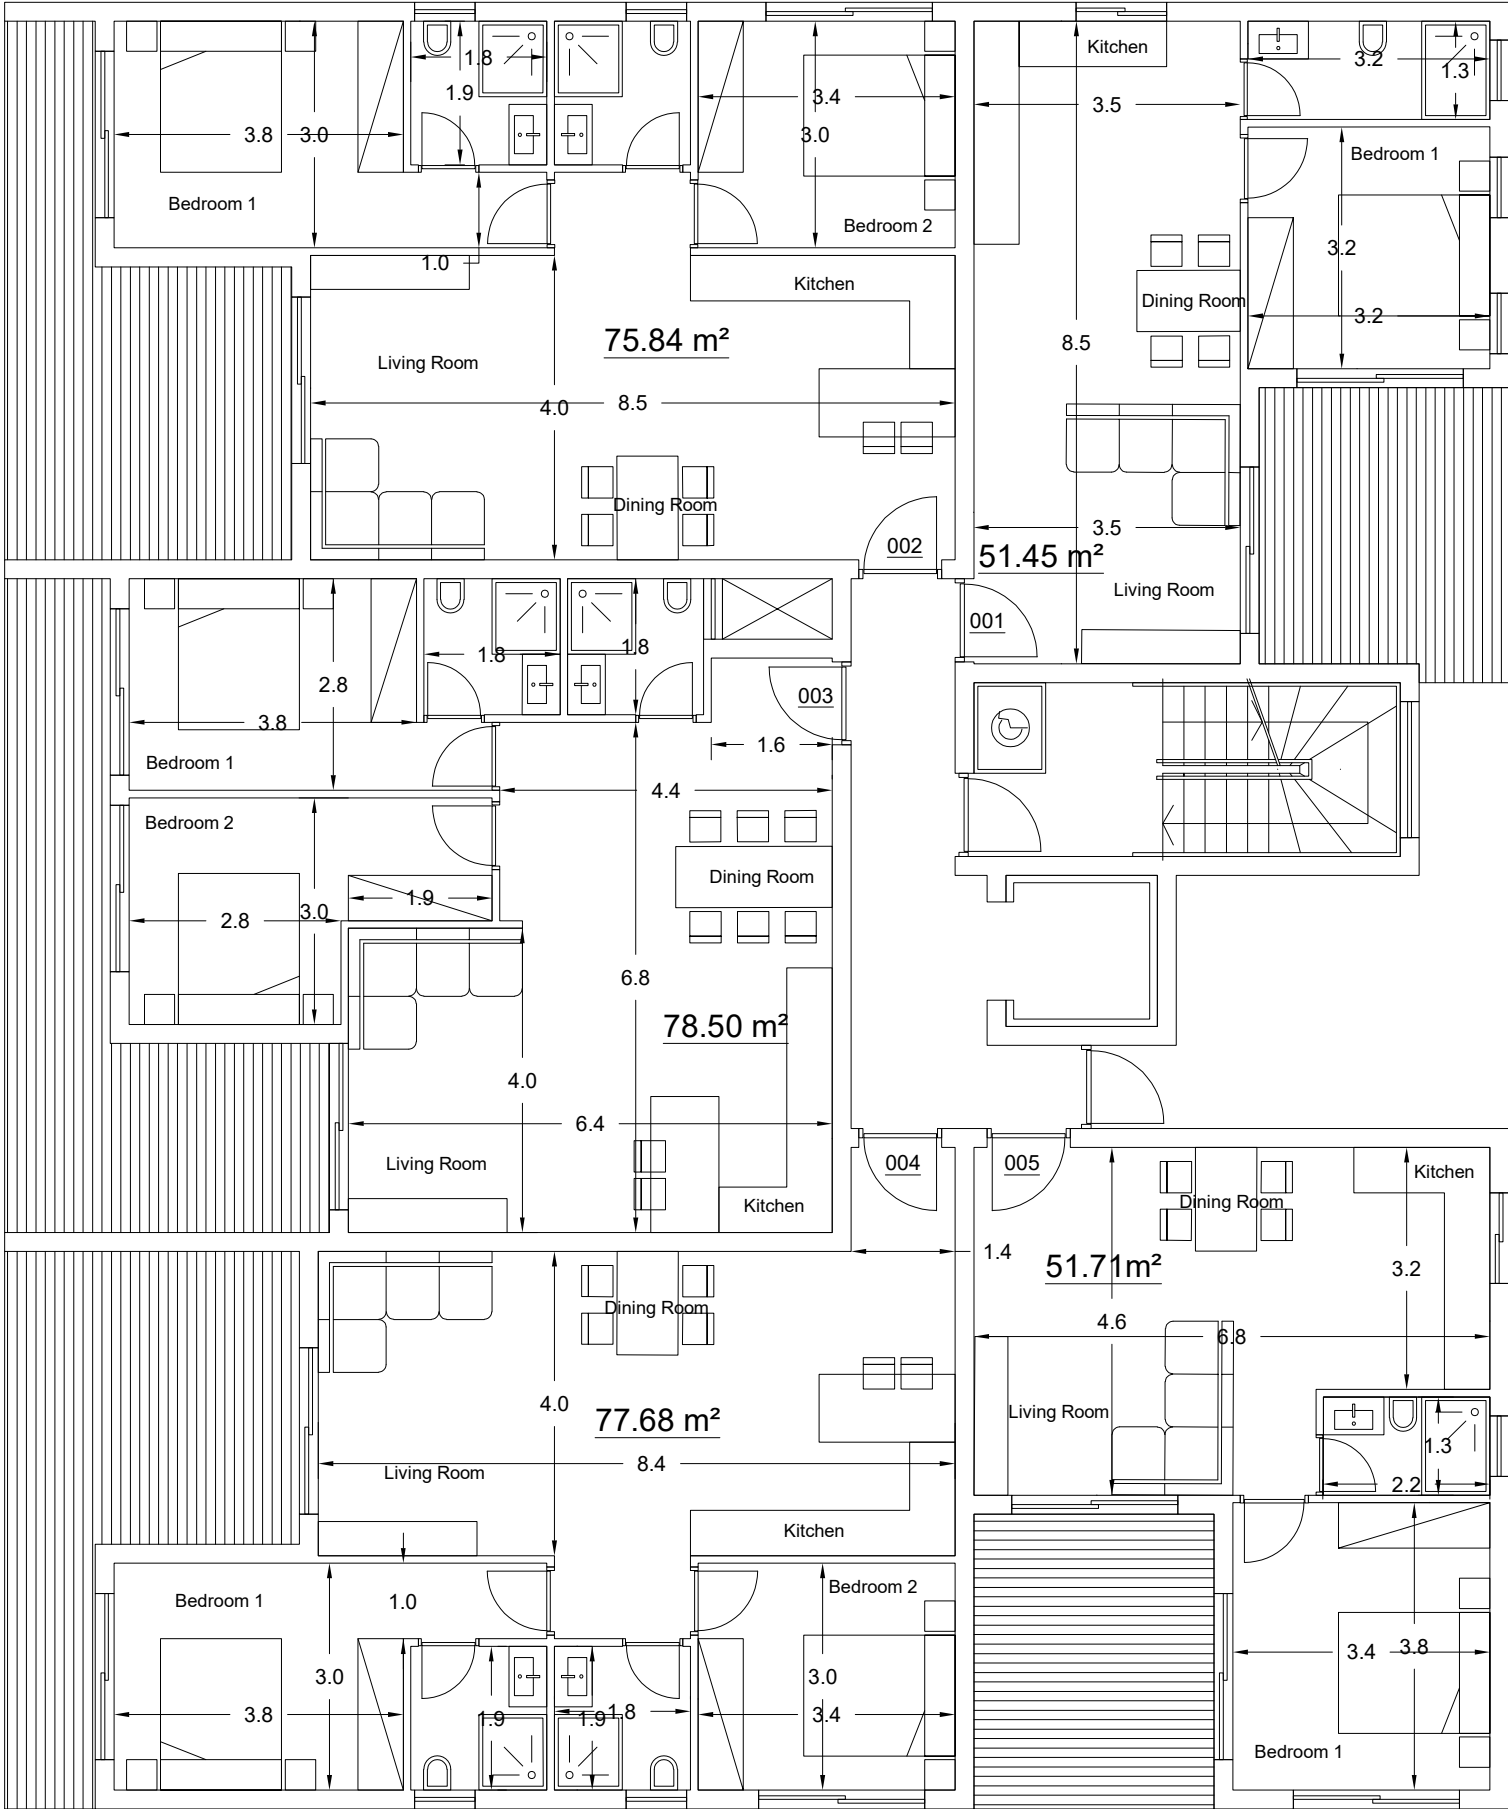 Kitchen
1.8
3.2
1.3
1.9
3.4
3.5
3.8
3.0
3.0
Bedroom 1
Bedroom 1
Bedroom 2
3.2
1.0
Kitchen
Dining Room
3.2
75.84 m²
8.5
Living Room
4.0
8.5
Dining Room
3.5
002
51.45 m²
Living Room
001
1.8
1.8
2.8
003
3.8
1.6
Bedroom 1
4.4
Bedroom 2
Dining Room
1.9
2.8
3.0
6.8
78.50 m²
4.0
6.4
Living Room
004
005
Kitchen
Kitchen
Dining Room
1.4
51.71m²
3.2
Dining Room
4.6
6.8
4.0
77.68 m²
Living Room
1.3
8.4
Living Room
2.2
Kitchen
Bedroom 1
Bedroom 2
1.0
3.0
3.0
3.4
3.8
3.8
1.9
1.9
1.8
3.4
Bedroom 1